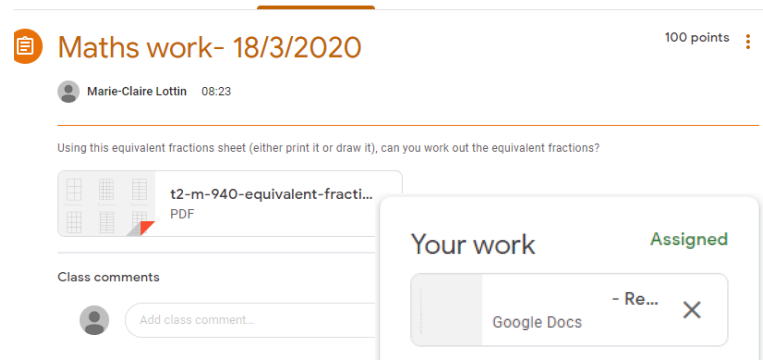 Maths work- 18/3/2020
100 points
Marie-Claire Lottin 08:23
Using this equivalent fractions sheet (either print it or draw it), can you work out the equivalent fractions?
t2-m-940-equivalent-fracti...
PDF
Class comments
Add class comment...
Your work
Assigned
- Re...
Google Docs